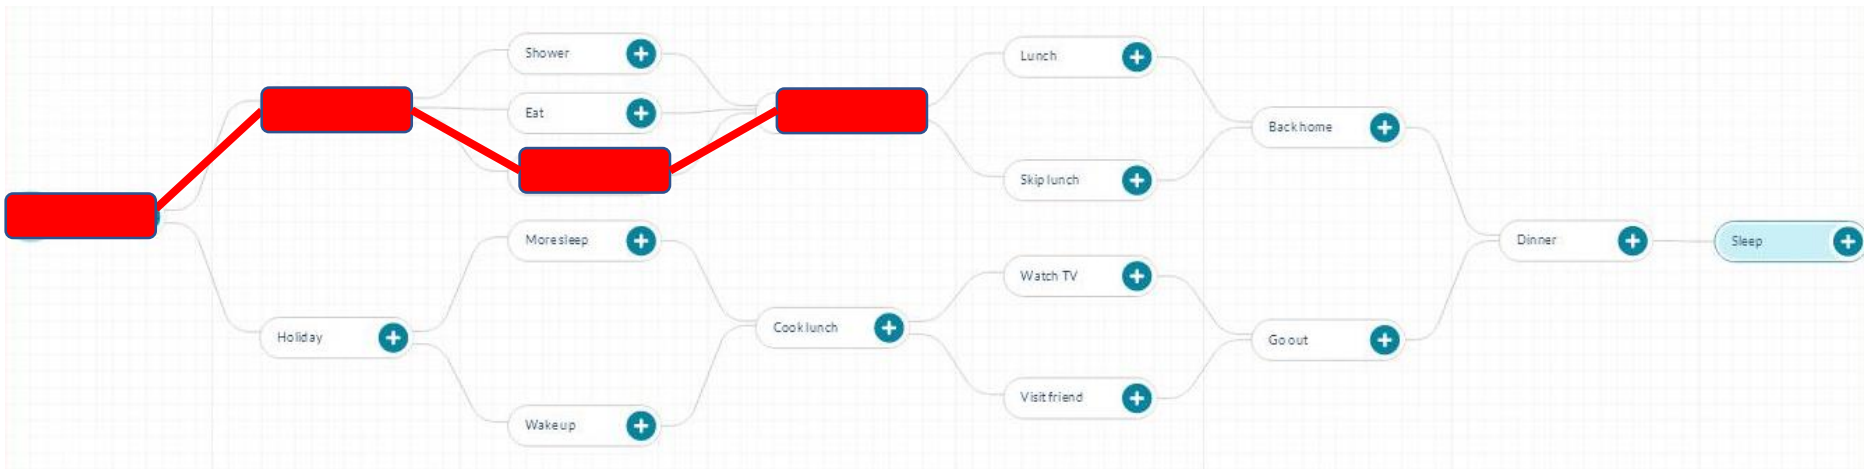 Shower
Eat
More sleep
Holiday
Wake up
Cook lunch
Lunch
Skip lunch
Watch TV
Visit friend
Back home
Go out
Dinner
Sleep